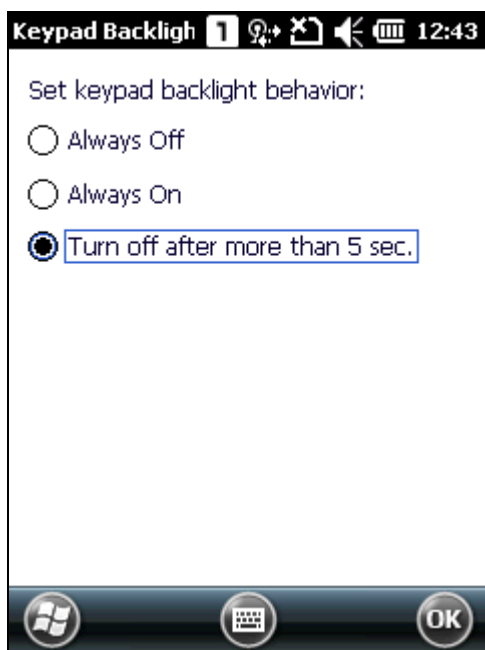 Keypad Backligh 1 12:43
Set keypad backlight behavior:
Always Off
Always On
Turn off after more than 5 sec.
OK